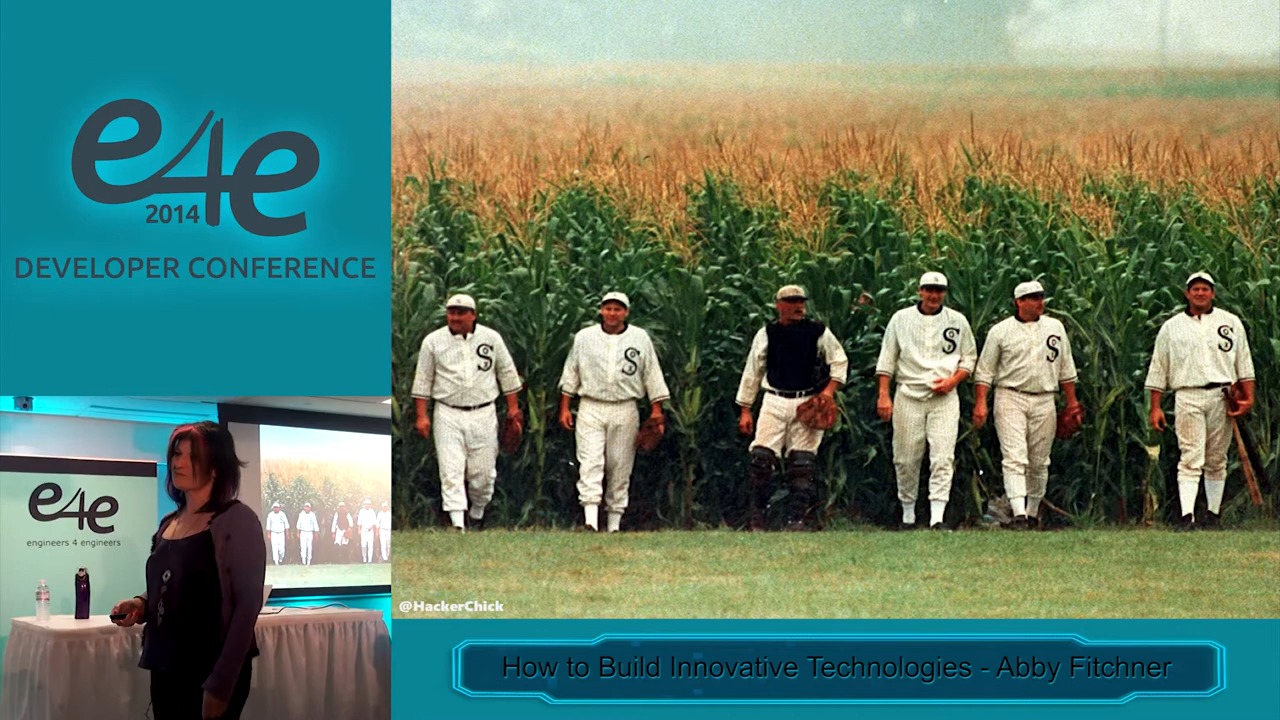 e4e
2014
DEVELOPER CONFERENCE
e4e
engineers 4 engineers
@HackerChick
How to Build Innovative Technologies - Abby Fitchner